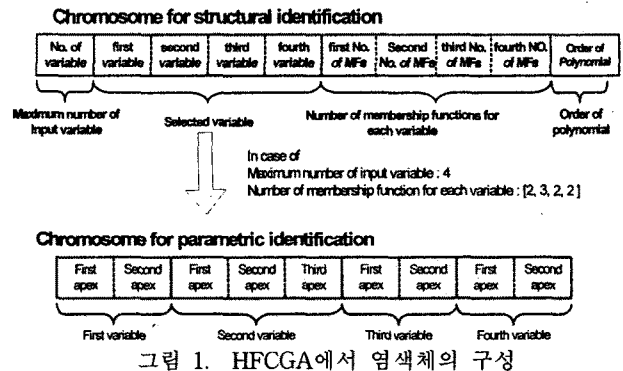 Chromosome for structural identification
No. of variable
first variable
second variable
third variable
fourth variable
first No. of MFs
Second No. of MFs
third No. of MFs
fourth NO. of MFs
Order of Polynomial
Maximum number of Input variable
Selected variable
Number of membership functions for each variable
Order of polynomial
In case of
Maximum number of input variable : 4
Number of membership function for each variable : [2, 3, 2, 2]
Chromosome for parametric identification
First apex
Second apex
First apex
Second apex
Third apex
First apex
Second apex
First apex
Second apex
First variable
Second variable
Third variable
Fourth variable
그림 1. HFCGA에서 염색체의 구성